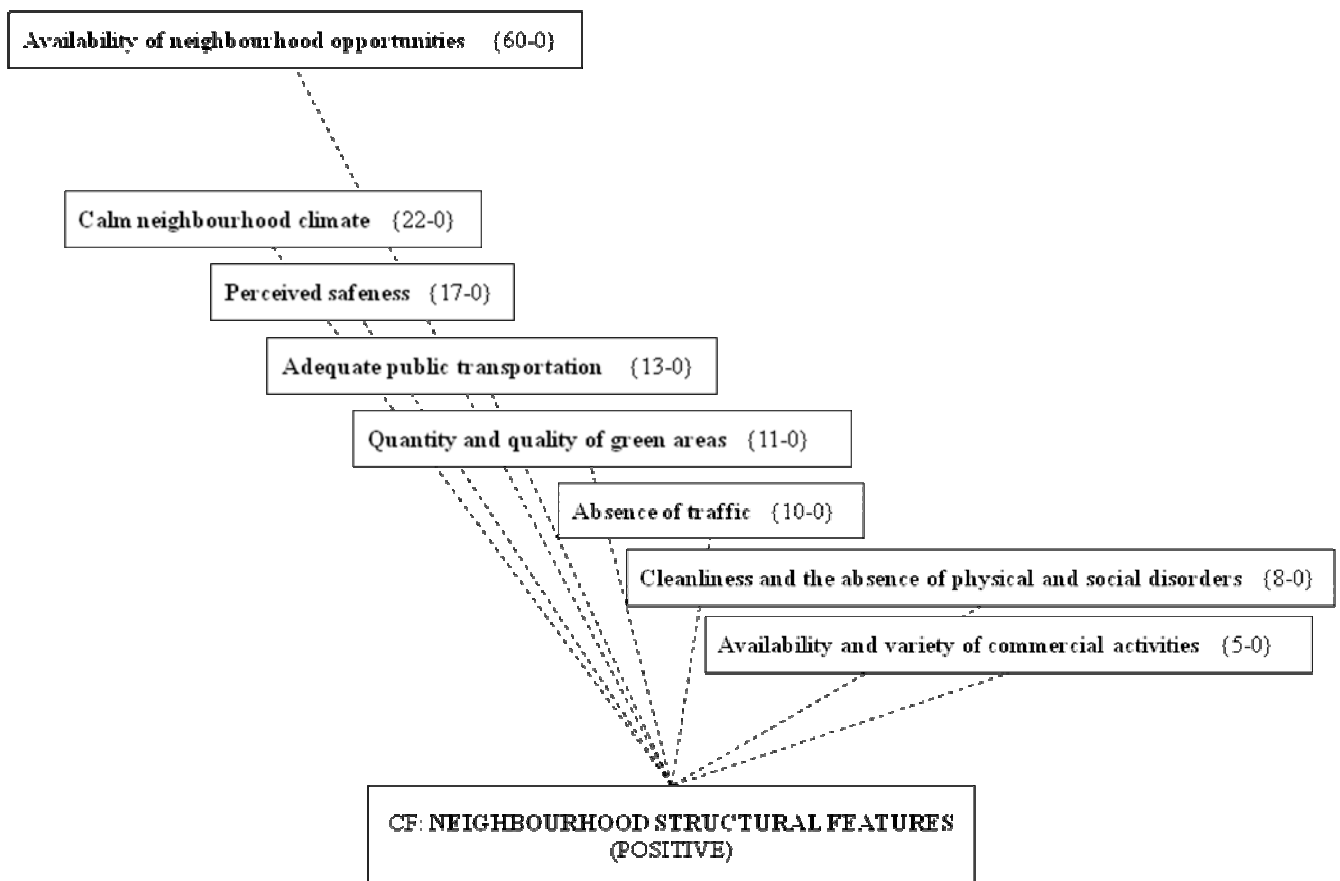 Availability of neighbourhood opportunities {60-0}
Calm neighbourhood climate {22-0}
Perceived safeness {17-0}
Adequate public transportation {13-0}
Quantity and quality of green areas {11-0}
Absence of traffic {10-0}
Cleanliness and the absence of physical and social disorders {8-0}
Availability and variety of commercial activities {5-0}
CF: NEIGHBOURHOOD STRUCTURAL FEATURES
(POSITIVE)